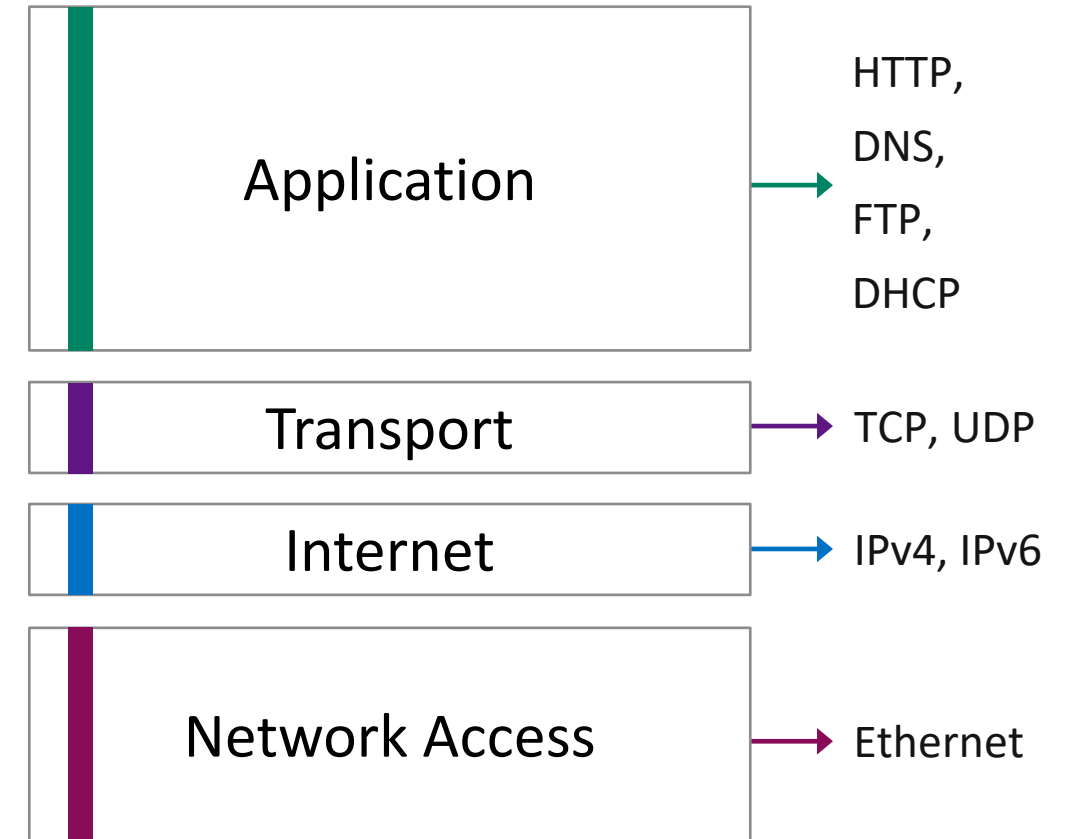 Application
HTTP,
DNS,
FTP,
DHCP
Transport
TCP, UDP
Internet
IPv4, IPv6
Network Access
Ethernet